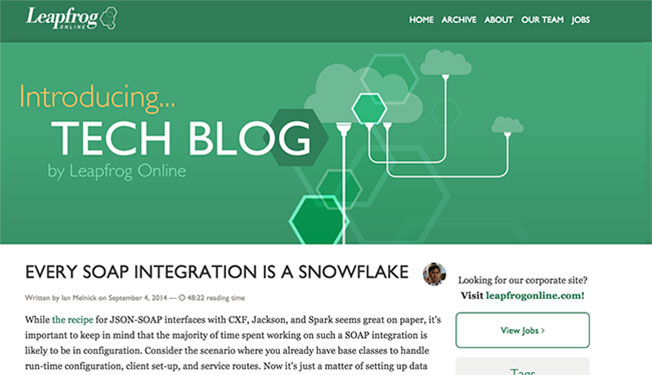 Leapfrog
ONLINE
HOME ARCHIVE ABOUT OUR TEAM JOBS
Introducing...
TECH BLOG
by Leapfrog Online
EVERY SOAP INTEGRATION IS A SNOWFLAKE
Written by Ian Melnick on September 4, 2014 — 48:22 reading time
While the recipe for JSON-SOAP interfaces with CXF, Jackson, and Spark seems great on paper, it's
important to keep in mind that the majority of time spent working on such a SOAP integration is
likely to be in configuration. Consider the scenario where you already have base classes to handle
run-time configuration, client set-up, and service routes. Now it's just a matter of setting up data
Looking for our corporate site?
Visit leapfrogonline.com!
View Jobs ›
Tags